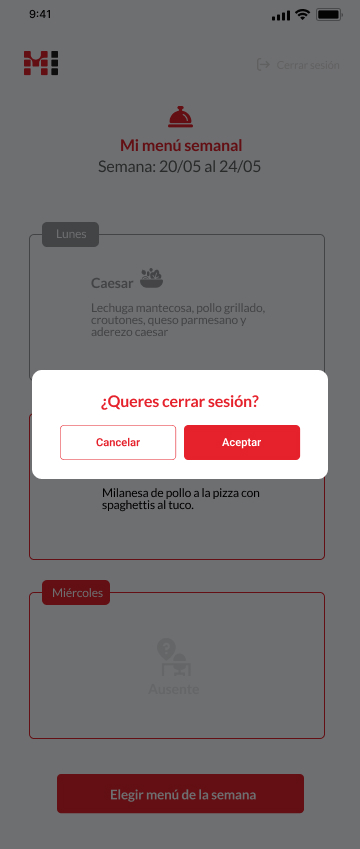 9:41
MI
Cerrar sesión
Mi menú semanal
Semana: 20/05 al 24/05
Lunes
Caesar
Lechuga mantecosa, pollo grillado,
croutones, queso parmesano y
aderezo caesar
¿Queres cerrar sesión?
Cancelar
Aceptar
Milanesa de pollo a la pizza con
spaghettis al tuco.
Miércoles
?
Ausente
Elegir menú de la semana